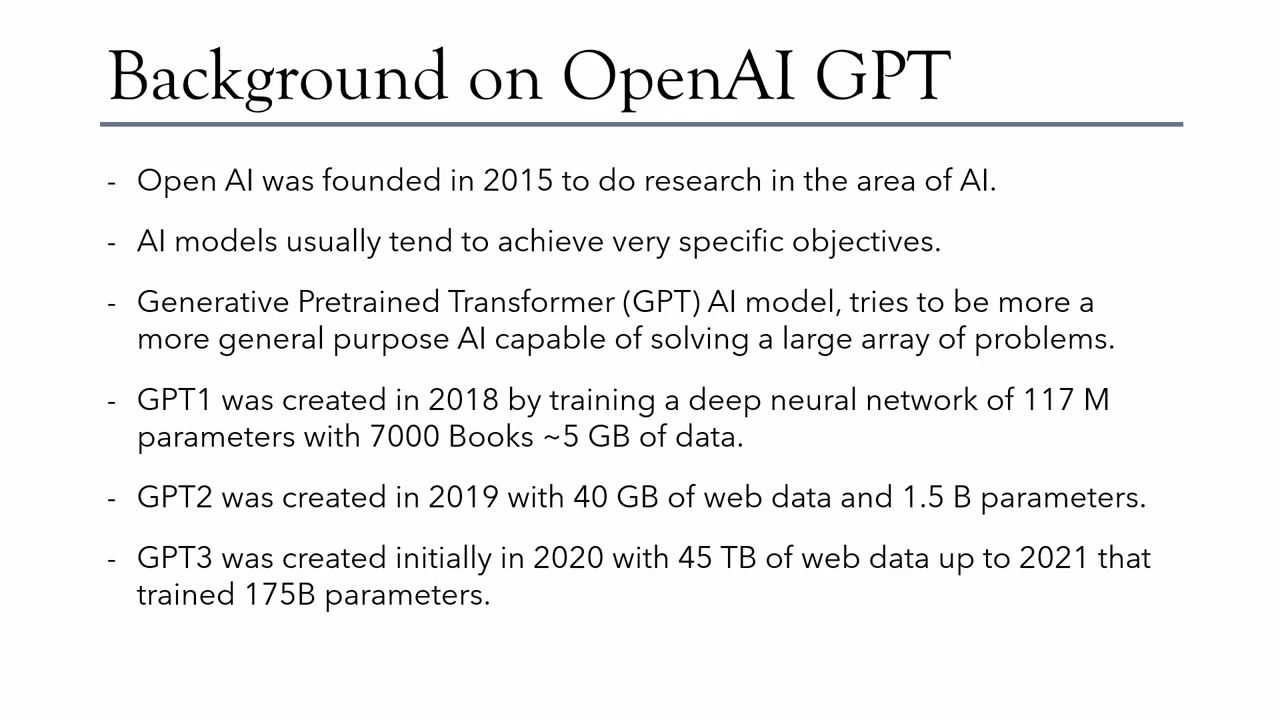 Background on OpenAI GPT
- Open AI was founded in 2015 to do research in the area of AI.
- AI models usually tend to achieve very specific objectives.
- Generative Pretrained Transformer (GPT) AI model, tries to be more a
more general purpose AI capable of solving a large array of problems.
- GPT1 was created in 2018 by training a deep neural network of 117 M
parameters with 7000 Books ~5 GB of data.
- GPT2 was created in 2019 with 40 GB of web data and 1.5 B parameters.
- GPT3 was created initially in 2020 with 45 TB of web data up to 2021 that
trained 175B parameters.